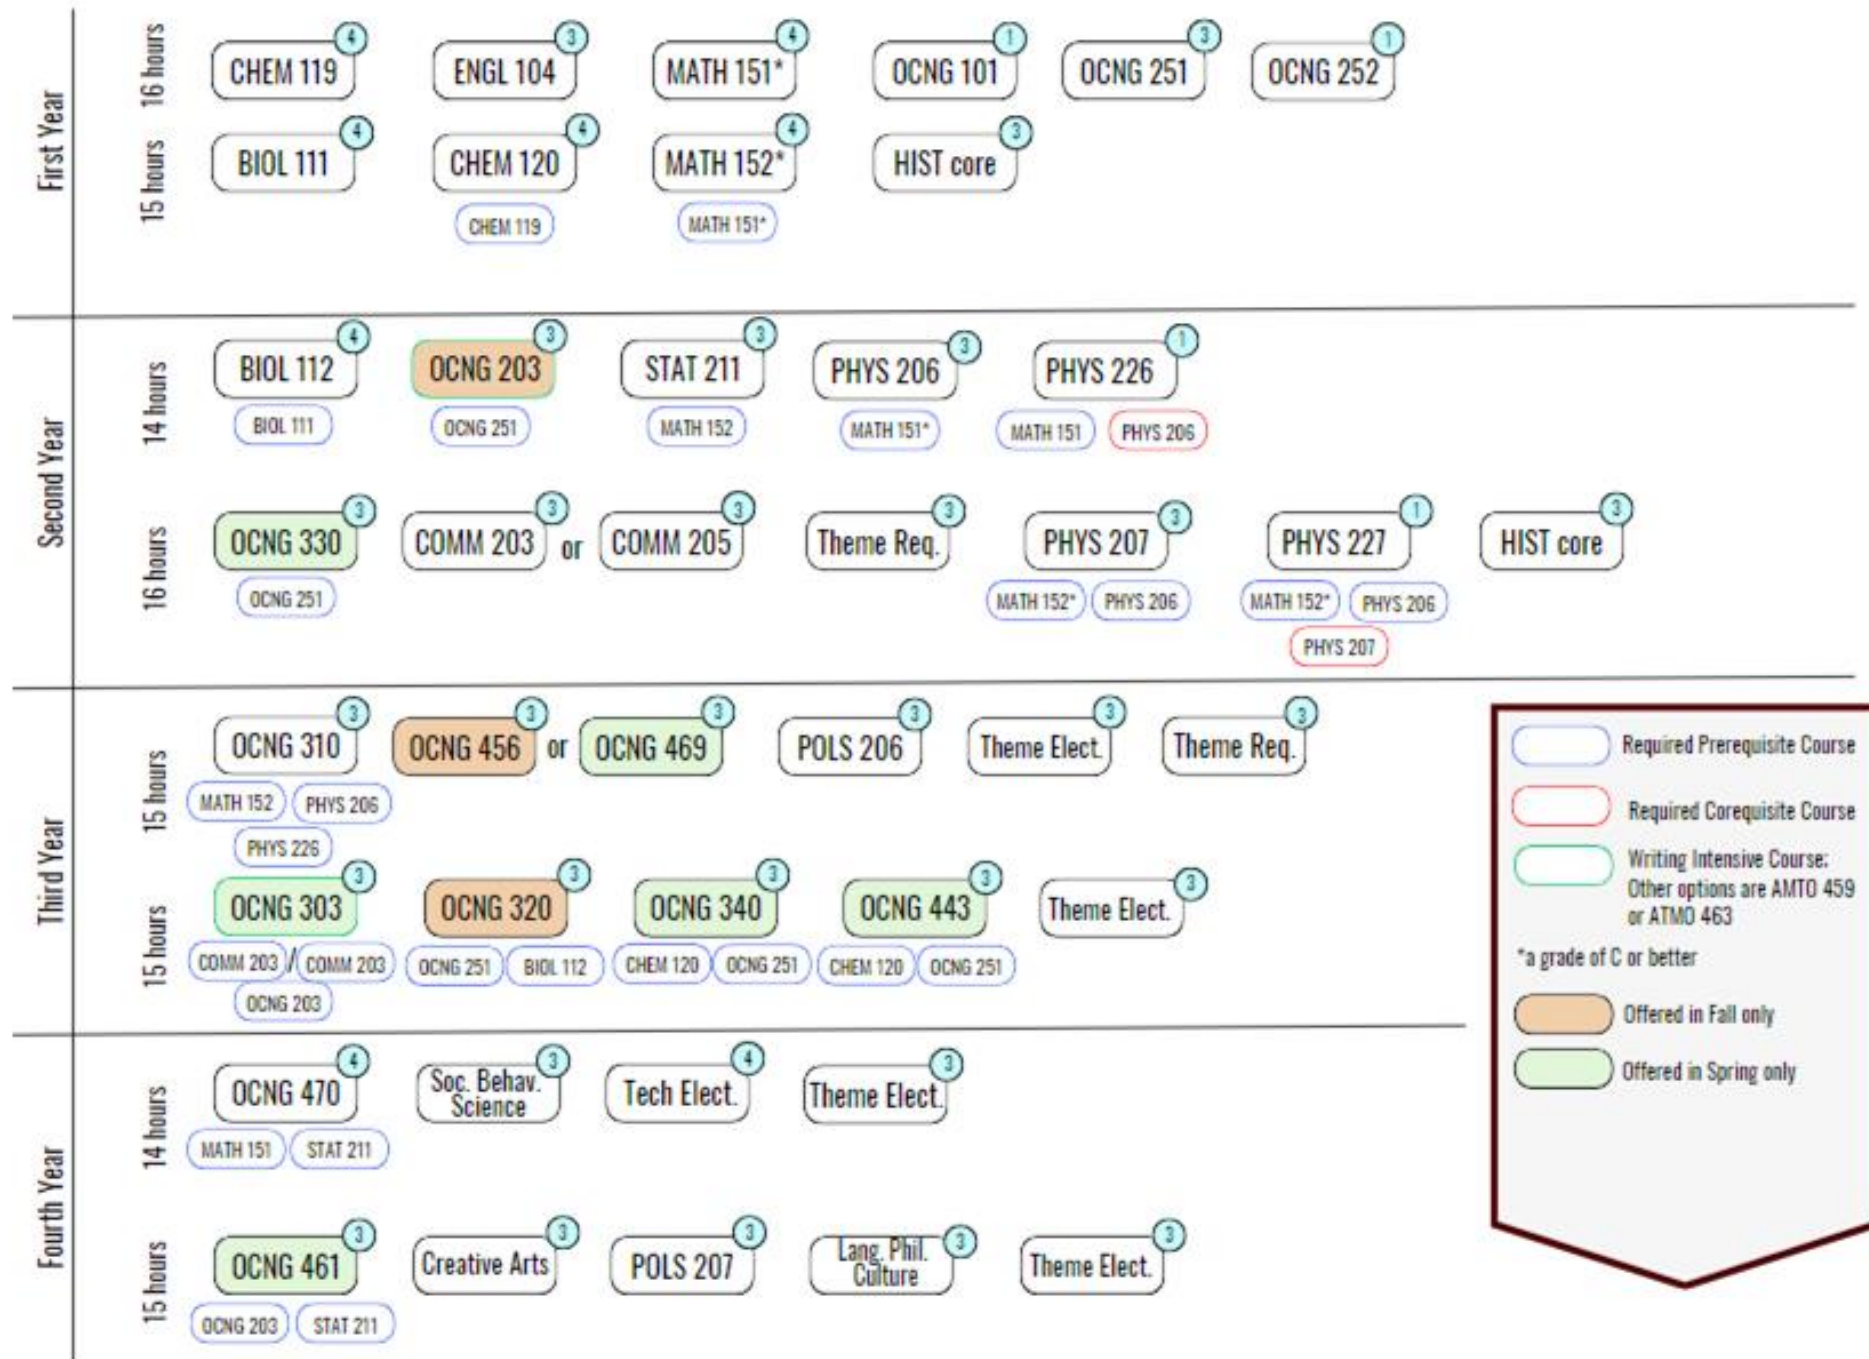 First Year
16 hours
CHEM 119 4
ENGL 104 3
MATH 151* 4
OCNG 101 1
OCNG 251 3
OCNG 252 1
15 hours
BIOL 111 4
CHEM 120 4
CHEM 119
MATH 152* 4
MATH 151*
HIST core 3
Second Year
14 hours
BIOL 112 4
BIOL 111
OCNG 203 3
OCNG 251
STAT 211 3
MATH 152
PHYS 206 3
MATH 151*
PHYS 226 1
MATH 151 PHYS 206
16 hours
OCNG 330 3
OCNG 251
COMM 203 3
or
COMM 205 3
Theme Req. 3
PHYS 207 3
MATH 152* PHYS 206
PHYS 227 1
MATH 152* PHYS 206
PHYS 207
HIST core 3
Third Year
15 hours
OCNG 310 3
MATH 152 PHYS 206
PHYS 226
OCNG 456 3
or
OCNG 469 3
POLS 206 3
Theme Elect. 3
Theme Req. 3
15 hours
OCNG 303 3
COMM 203 / COMM 203
OCNG 203
OCNG 320 3
OCNG 251 BIOL 112
OCNG 340 3
CHEM 120 OCNG 251
OCNG 443 3
CHEM 120 OCNG 251
Theme Elect. 3
Fourth Year
14 hours
OCNG 470 4
MATH 151 STAT 211
Soc. Behav.
Science 3
Tech Elect. 4
Theme Elect. 3
15 hours
OCNG 461 3
OCNG 203 STAT 211
Creative Arts 3
POLS 207 3
Lang. Phil.
Culture 3
Theme Elect. 3
Required Prerequisite Course
Required Corequisite Course
Writing Intensive Course;
Other options are AMTO 459
or ATMO 463
*a grade of C or better
Offered in Fall only
Offered in Spring only